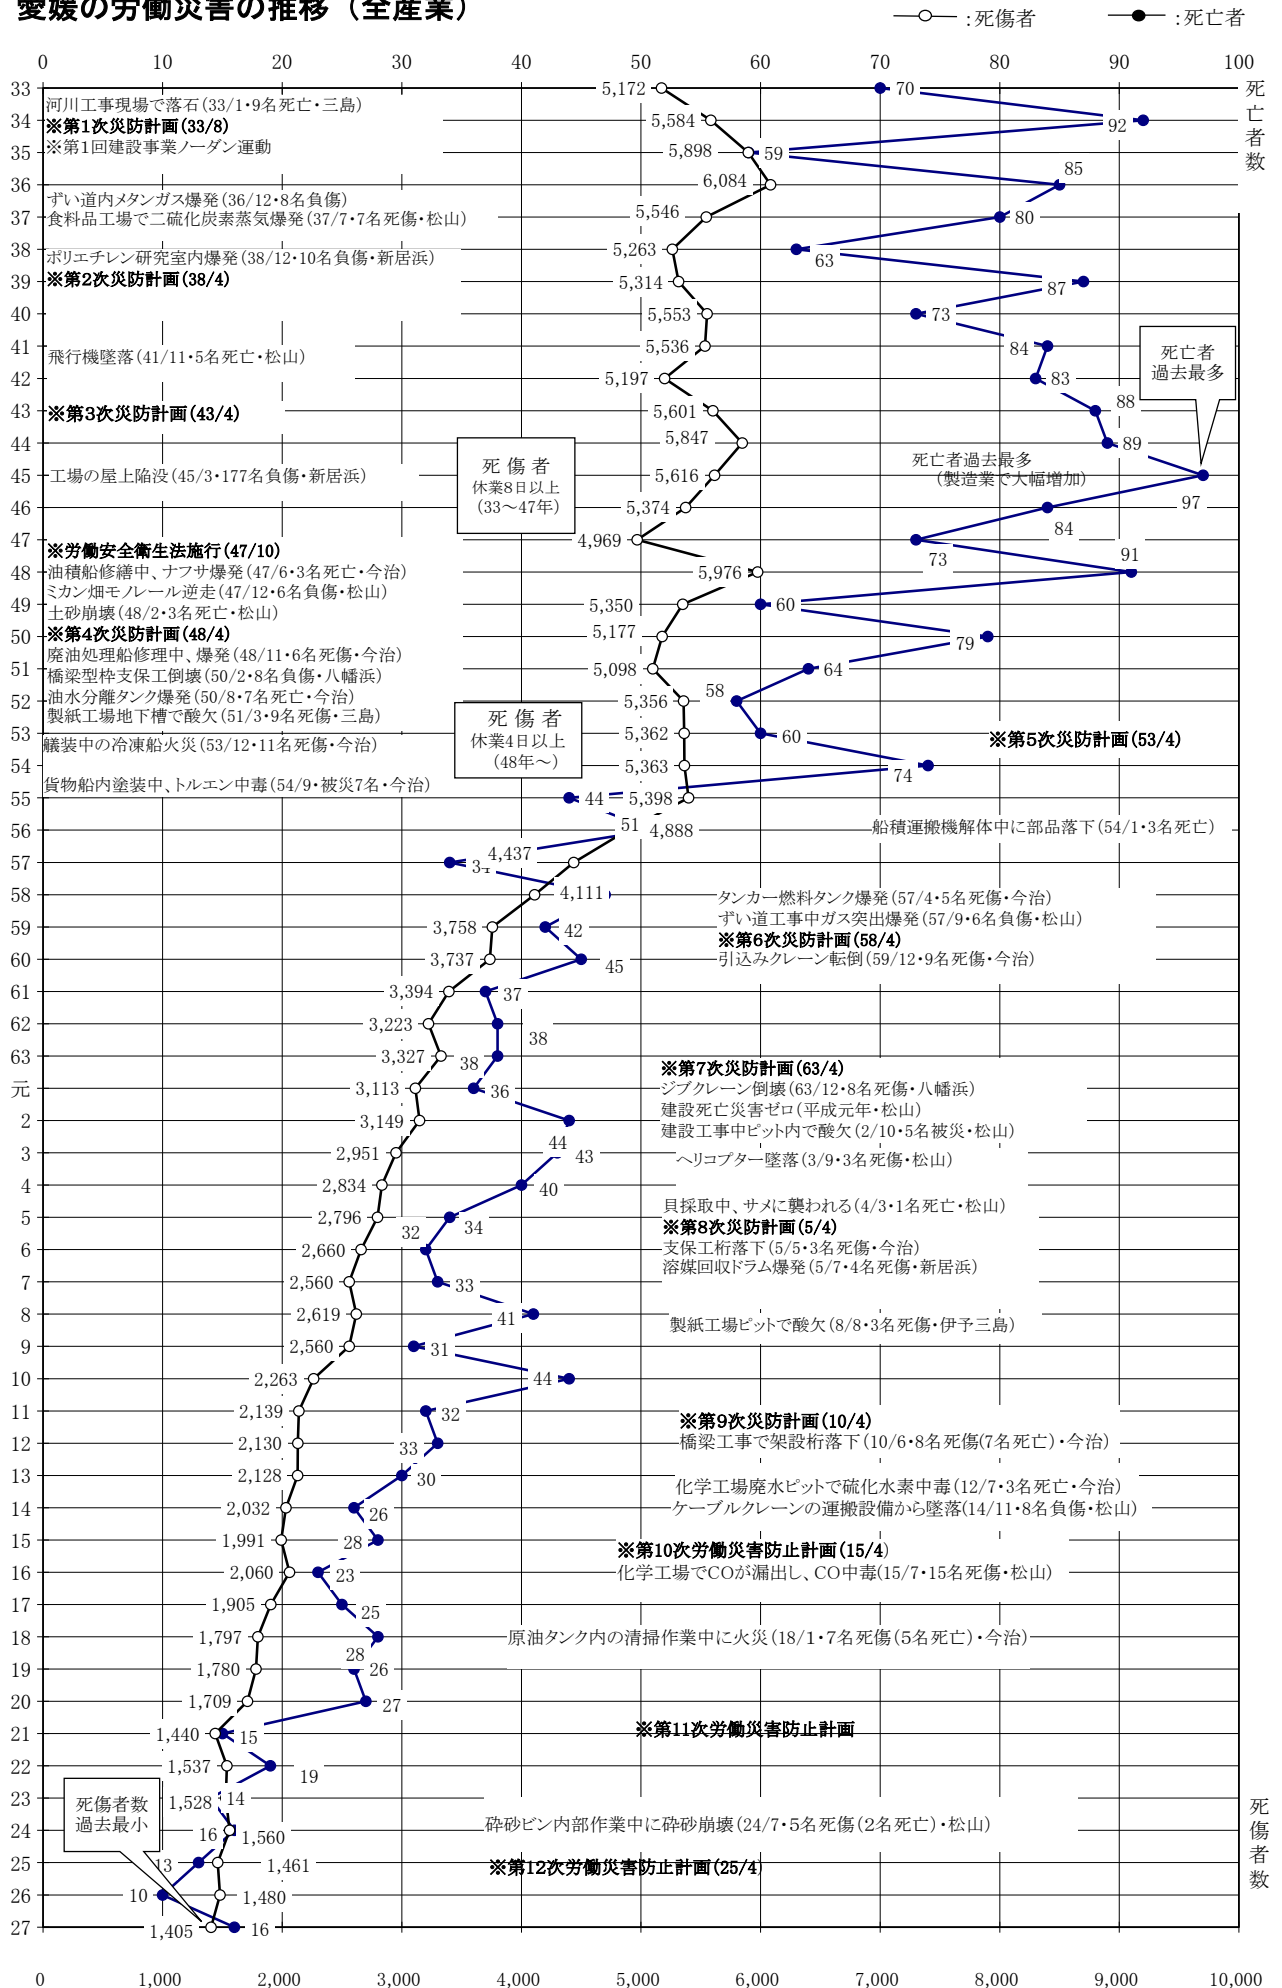 愛媛の労働災害の推移（全産業）
：死傷者 ：死亡者
0 10 20 30 40 50 60 70 80 90 100
死亡者数
33 5,172 70
河川工事現場で落石(33/1・9名死亡・三島)
34 ※第1次災防計画(33/8) 5,584 92
※第1回建設事業ノーダン運動
35 5,898 59
36 6,084 85
ずい道内メタンガス爆発(36/12・8名負傷)
37 食料品工場で二硫化炭素蒸気爆発(37/7・7名死傷・松山) 5,546 80
38 5,263 63
ポリエチレン研究室内爆発(38/12・10名負傷・新居浜)
39 ※第2次災防計画(38/4) 5,314 87
40 5,553 73
41 5,536 84
飛行機墜落(41/11・5名死亡・松山)
死亡者
過去最多
42 5,197 83
43 ※第3次災防計画(43/4) 5,601 88
44 5,847 89
死傷者
休業8日以上
(33～47年)
死亡者過去最多
(製造業で大幅増加)
45 工場の屋上陥没(45/3・177名負傷・新居浜) 5,616 97
46 5,374 84
47 4,969 73
※労働安全衛生法施行(47/10)
48 油積船修繕中、ナフサ爆発(47/6・3名死亡・今治) 5,976 91
ミカン畑モノレール逆走(47/12・6名負傷・松山)
49 土砂崩壊(48/2・3名死亡・松山) 5,350 60
50 ※第4次災防計画(48/4) 5,177 79
廃油処理船修理中、爆発(48/11・6名死傷・今治)
51 橋梁型枠支保工倒壊(50/2・8名負傷・八幡浜) 5,098 64
52 油水分離タンク爆発(50/8・7名死亡・今治) 5,356 58
製紙工場地下槽で酸欠(51/3・9名死傷・三島)
死傷者
休業4日以上
(48年～)
53 5,362 60 ※第5次災防計画(53/4)
艤装中の冷凍船火災(53/12・11名死傷・今治)
54 5,363 74
貨物船内塗装中、トルエン中毒(54/9・被災7名・今治)
55 44 5,398
56 51 4,888 船積運搬機解体中に部品落下(54/1・3名死亡)
57 4,437 34
58 4,111 タンカー燃料タンク爆発(57/4・5名死傷・今治)
59 3,758 42 ずい道工事中ガス突出爆発(57/9・6名負傷・松山)
※第6次災防計画(58/4)
60 3,737 45 引込みクレーン転倒(59/12・9名死傷・今治)
61 3,394 37
62 3,223 38
63 3,327 38 ※第7次災防計画(63/4)
元 3,113 36 ジブクレーン倒壊(63/12・8名死傷・八幡浜)
建設死亡災害ゼロ(平成元年・松山)
2 3,149 44 建設工事中ピット内で酸欠(2/10・5名被災・松山)
3 2,951 43 ヘリコプター墜落(3/9・3名死傷・松山)
4 2,834 40
貝採取中、サメに襲われる(4/3・1名死亡・松山)
5 2,796 34 ※第8次災防計画(5/4)
6 2,660 32 支保工桁落下(5/5・3名死傷・今治)
溶媒回収ドラム爆発(5/7・4名死傷・新居浜)
7 2,560 33
8 2,619 41 製紙工場ピットで酸欠(8/8・3名死傷・伊予三島)
9 2,560 31
10 2,263 44
11 2,139 32 ※第9次災防計画(10/4)
12 2,130 33 橋梁工事で架設桁落下(10/6・8名死傷(7名死亡)・今治)
13 2,128 30 化学工場廃水ピットで硫化水素中毒(12/7・3名死亡・今治)
14 2,032 26 ケーブルクレーンの運搬設備から墜落(14/11・8名負傷・松山)
15 1,991 28 ※第10次労働災害防止計画(15/4)
16 2,060 23 化学工場でCOが漏出し、CO中毒(15/7・15名死傷・松山)
17 1,905 25
18 1,797 28 原油タンク内の清掃作業中に火災(18/1・7名死傷(5名死亡)・今治)
19 1,780 26
20 1,709 27
21 1,440 15 ※第11次労働災害防止計画
22 1,537 19
死傷者数
過去最小
23 1,528 14
24 16 1,560 砕砂ビン内部作業中に砕砂崩壊(24/7・5名死傷(2名死亡)・松山)
25 13 1,461 ※第12次労働災害防止計画(25/4)
26 10 1,480
27 1,405 16
死傷者数
0 1,000 2,000 3,000 4,000 5,000 6,000 7,000 8,000 9,000 10,000